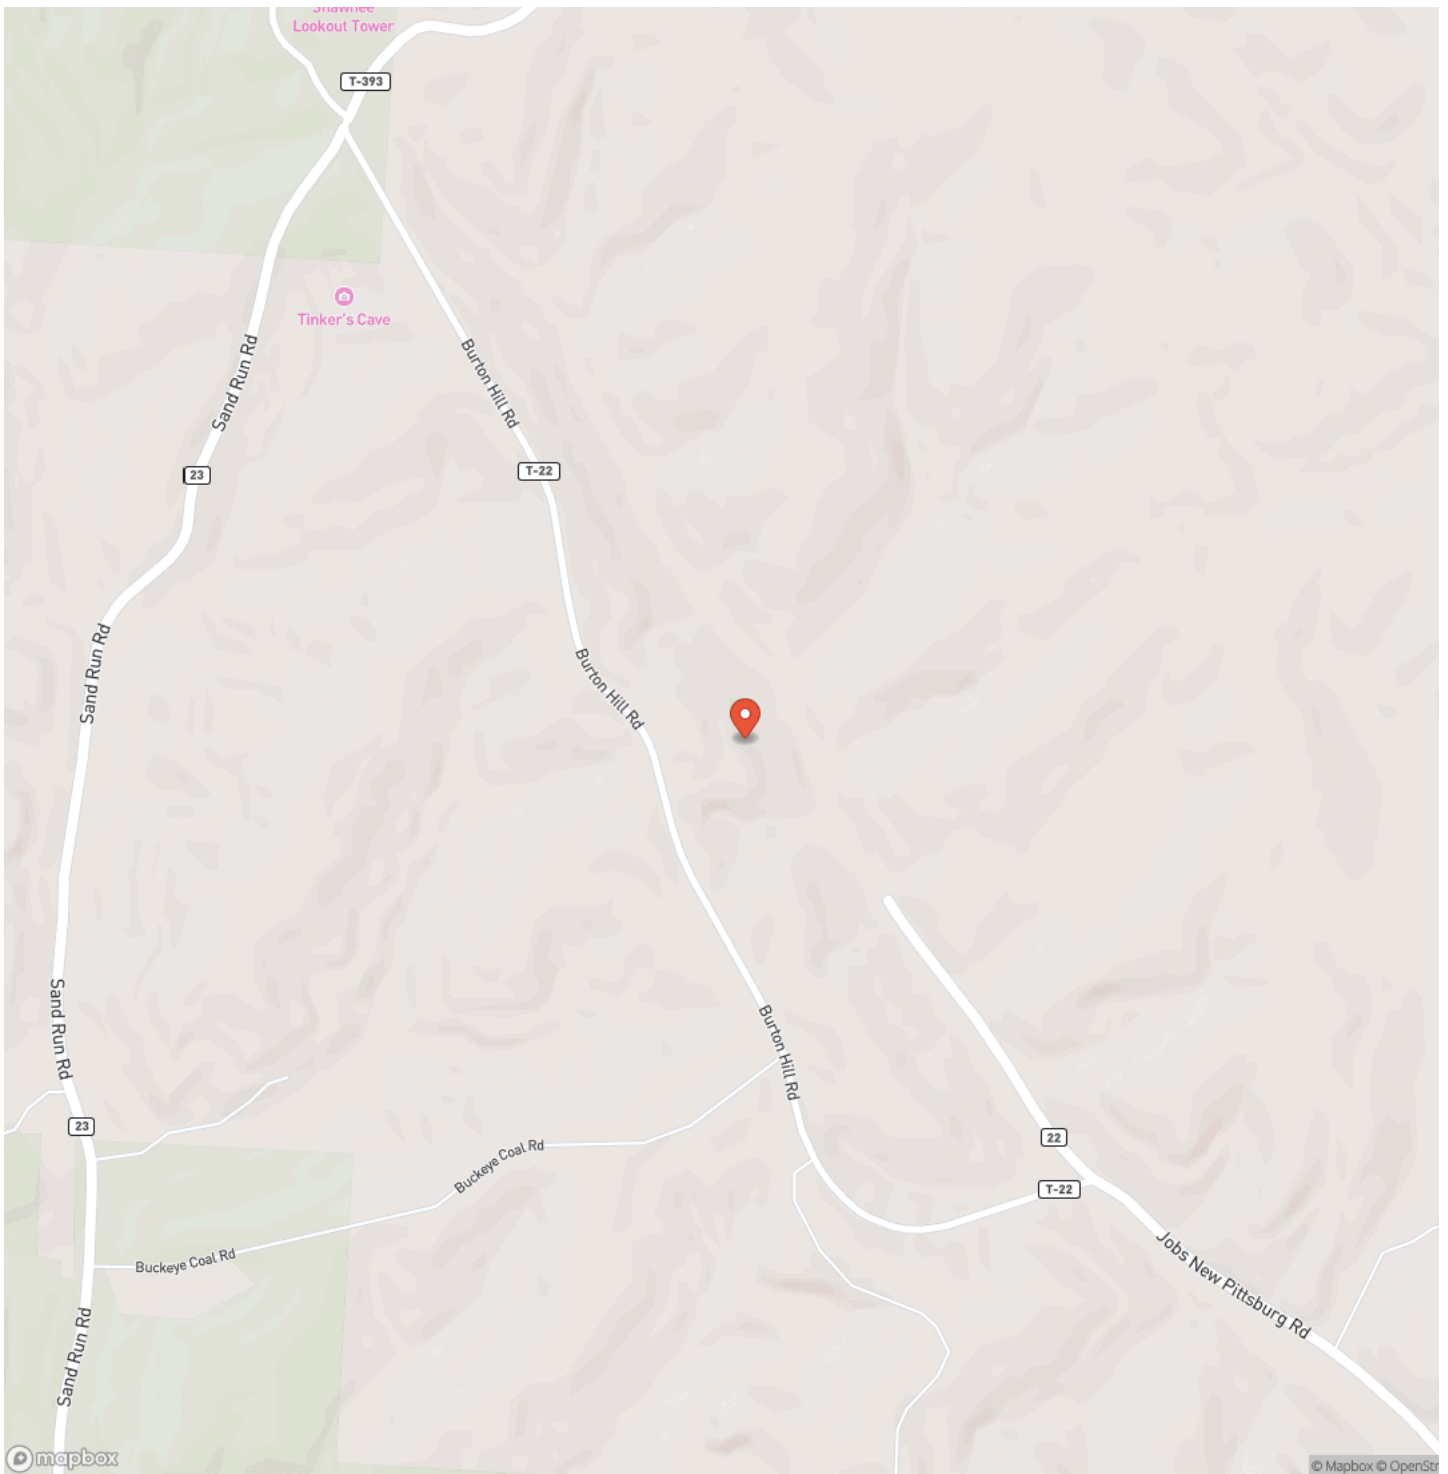 Shawnee
Lookout Tower
T-393
Tinker's Cave
Sand Run Rd
Burton Hill Rd
T-22
23
Sand Run Rd
Burton Hill Rd
Sand Run Rd
Burton Hill Rd
23
22
Buckeye Coal Rd
T-22
Buckeye Coal Rd
Jobs New Pittsburg Rd
Sand Run Rd
mapbox
© Mapbox © OpenStr